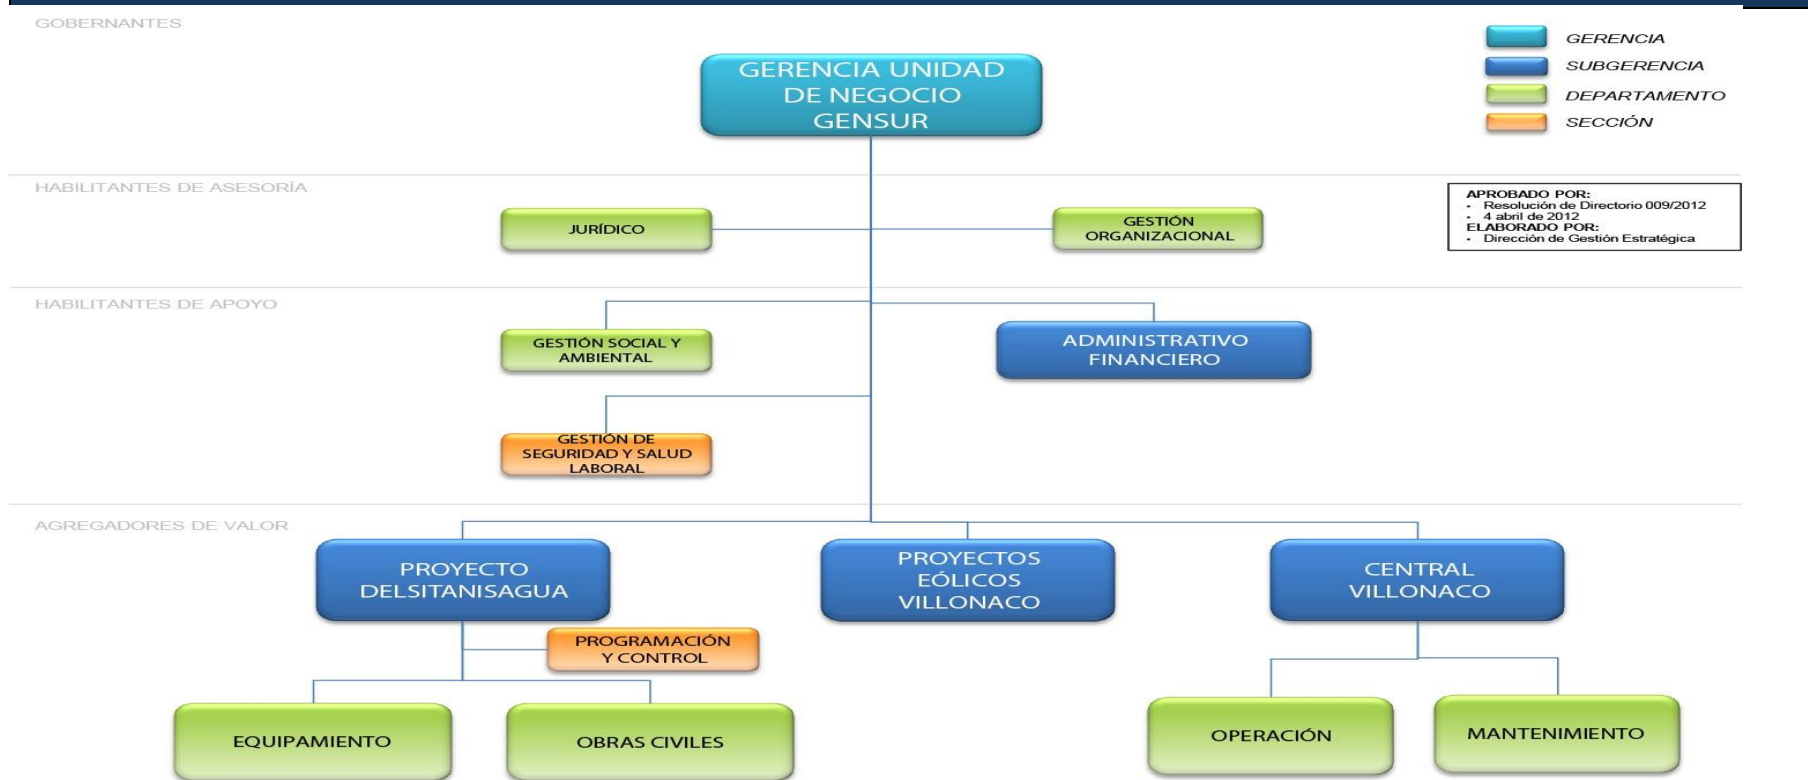 GOBERNANTES
GERENCIA UNIDAD
DE NEGOCIO
GENSUR
GERENCIA
SUBGERENCIA
DEPARTAMENTO
SECCIÓN
HABILITANTES DE ASESORÍA
APROBADO POR:
- Resolución de Directorio 009/2012
- 4 abril de 2012
ELABORADO POR:
- Dirección de Gestión Estratégica
JURÍDICO
GESTIÓN
ORGANIZACIONAL
HABILITANTES DE APOYO
GESTIÓN SOCIAL Y
AMBIENTAL
ADMINISTRATIVO
FINANCIERO
GESTIÓN DE
SEGURIDAD Y SALUD
LABORAL
AGREGADORES DE VALOR
PROYECTO
DELSITANISAGUA
PROYECTOS
EÓLICOS
VILLONACO
CENTRAL
VILLONACO
PROGRAMACIÓN
Y CONTROL
EQUIPAMIENTO
OBRAS CIVILES
OPERACIÓN
MANTENIMIENTO